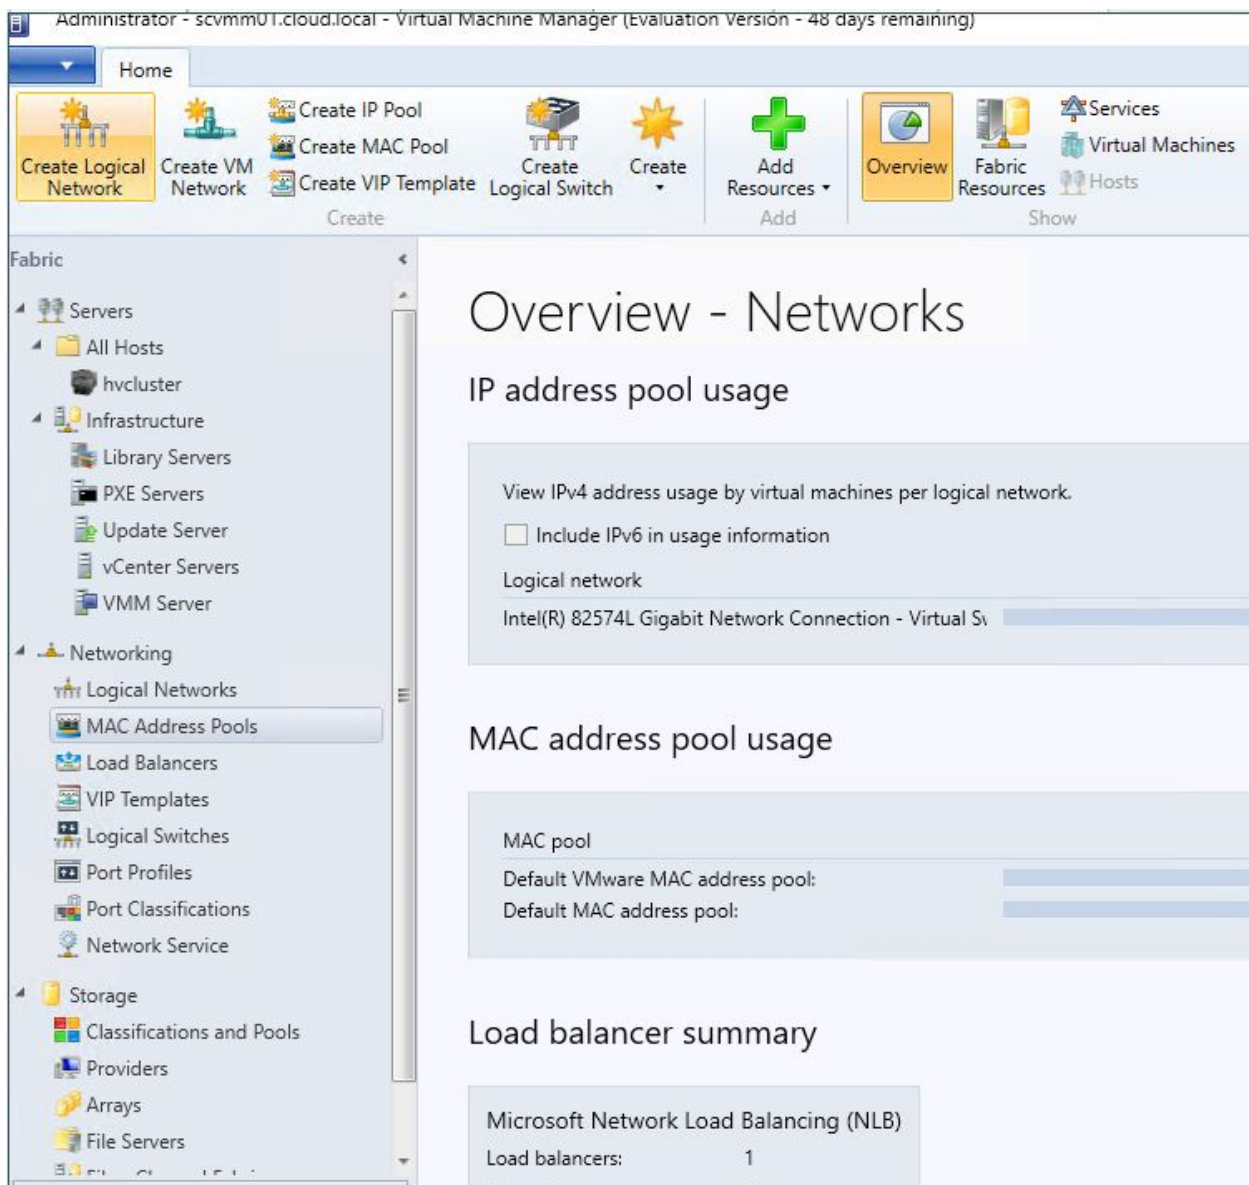 Administrator - scvmm01.cloud.local - Virtual Machine Manager (Evaluation Version - 48 days remaining)
Home
Create Logical Network
Create VM Network
Create IP Pool
Create MAC Pool
Create VIP Template
Create Logical Switch
Create
Add Resources
Overview
Fabric Resources
Services
Virtual Machines
Hosts
Create
Add
Show
Fabric
Servers
All Hosts
hvcluster
Infrastructure
Library Servers
PXE Servers
Update Server
vCenter Servers
VMM Server
Networking
Logical Networks
MAC Address Pools
Load Balancers
VIP Templates
Logical Switches
Port Profiles
Port Classifications
Network Service
Storage
Classifications and Pools
Providers
Arrays
File Servers
Overview - Networks
IP address pool usage
View IPv4 address usage by virtual machines per logical network.
Include IPv6 in usage information
Logical network
Intel(R) 82574L Gigabit Network Connection - Virtual
MAC address pool usage
MAC pool
Default VMware MAC address pool:
Default MAC address pool:
Load balancer summary
Microsoft Network Load Balancing (NLB)
Load balancers: 1